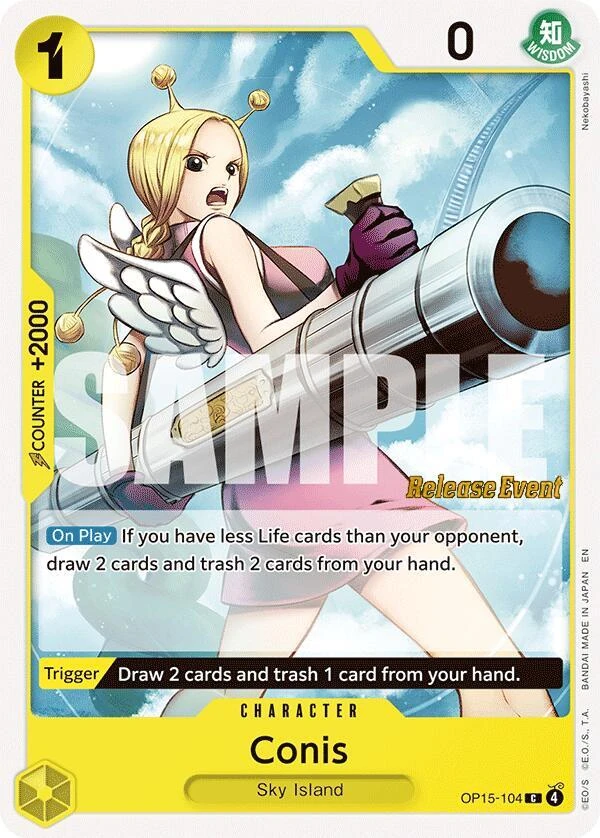 1
0
知
WISDOM
Nekobayashi
COUNTER +2000
SAMPLE
Release Event
On Play If you have less Life cards than your opponent,
draw 2 cards and trash 2 cards from your hand.
Trigger Draw 2 cards and trash 1 card from your hand.
CHARACTER
Conis
Sky Island
OP15-104 C 4
©EO/S ©E.O./S., T.A. BANDAI MADE IN JAPAN EN